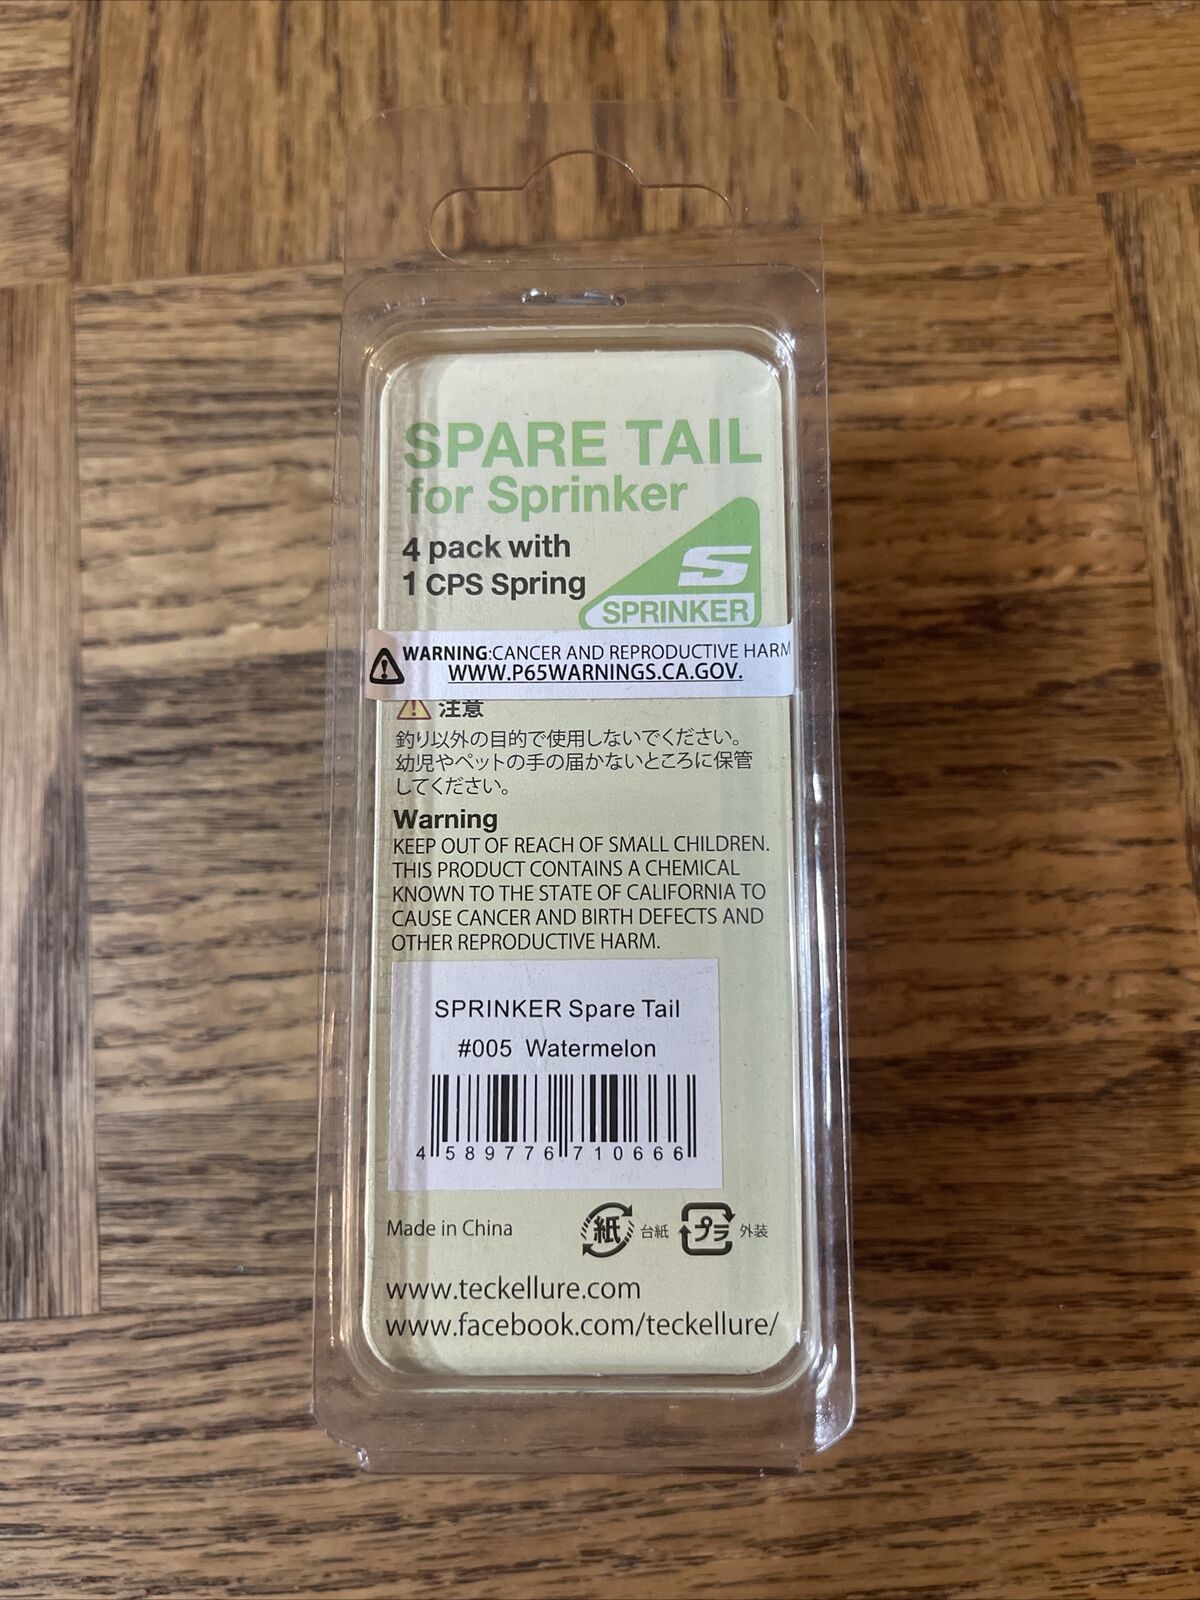 SPARE TAIL
for Sprinker
4 pack with
1 CPS Spring
S
SPRINKER
WARNING:CANCER AND REPRODUCTIVE HARM
WWW.P65WARNINGS.CA.GOV.
注意
釣り以外の目的で使用しないでください。
幼児やペットの手の届かないところに保管
してください。
Warning
KEEP OUT OF REACH OF SMALL CHILDREN.
THIS PRODUCT CONTAINS A CHEMICAL
KNOWN TO THE STATE OF CALIFORNIA TO
CAUSE CANCER AND BIRTH DEFECTS AND
OTHER REPRODUCTIVE HARM.
SPRINKER Spare Tail
#005 Watermelon
4 589776 710666
Made in China
紙 台紙 プラ 外装
www.teckellure.com
www.facebook.com/teckellure/